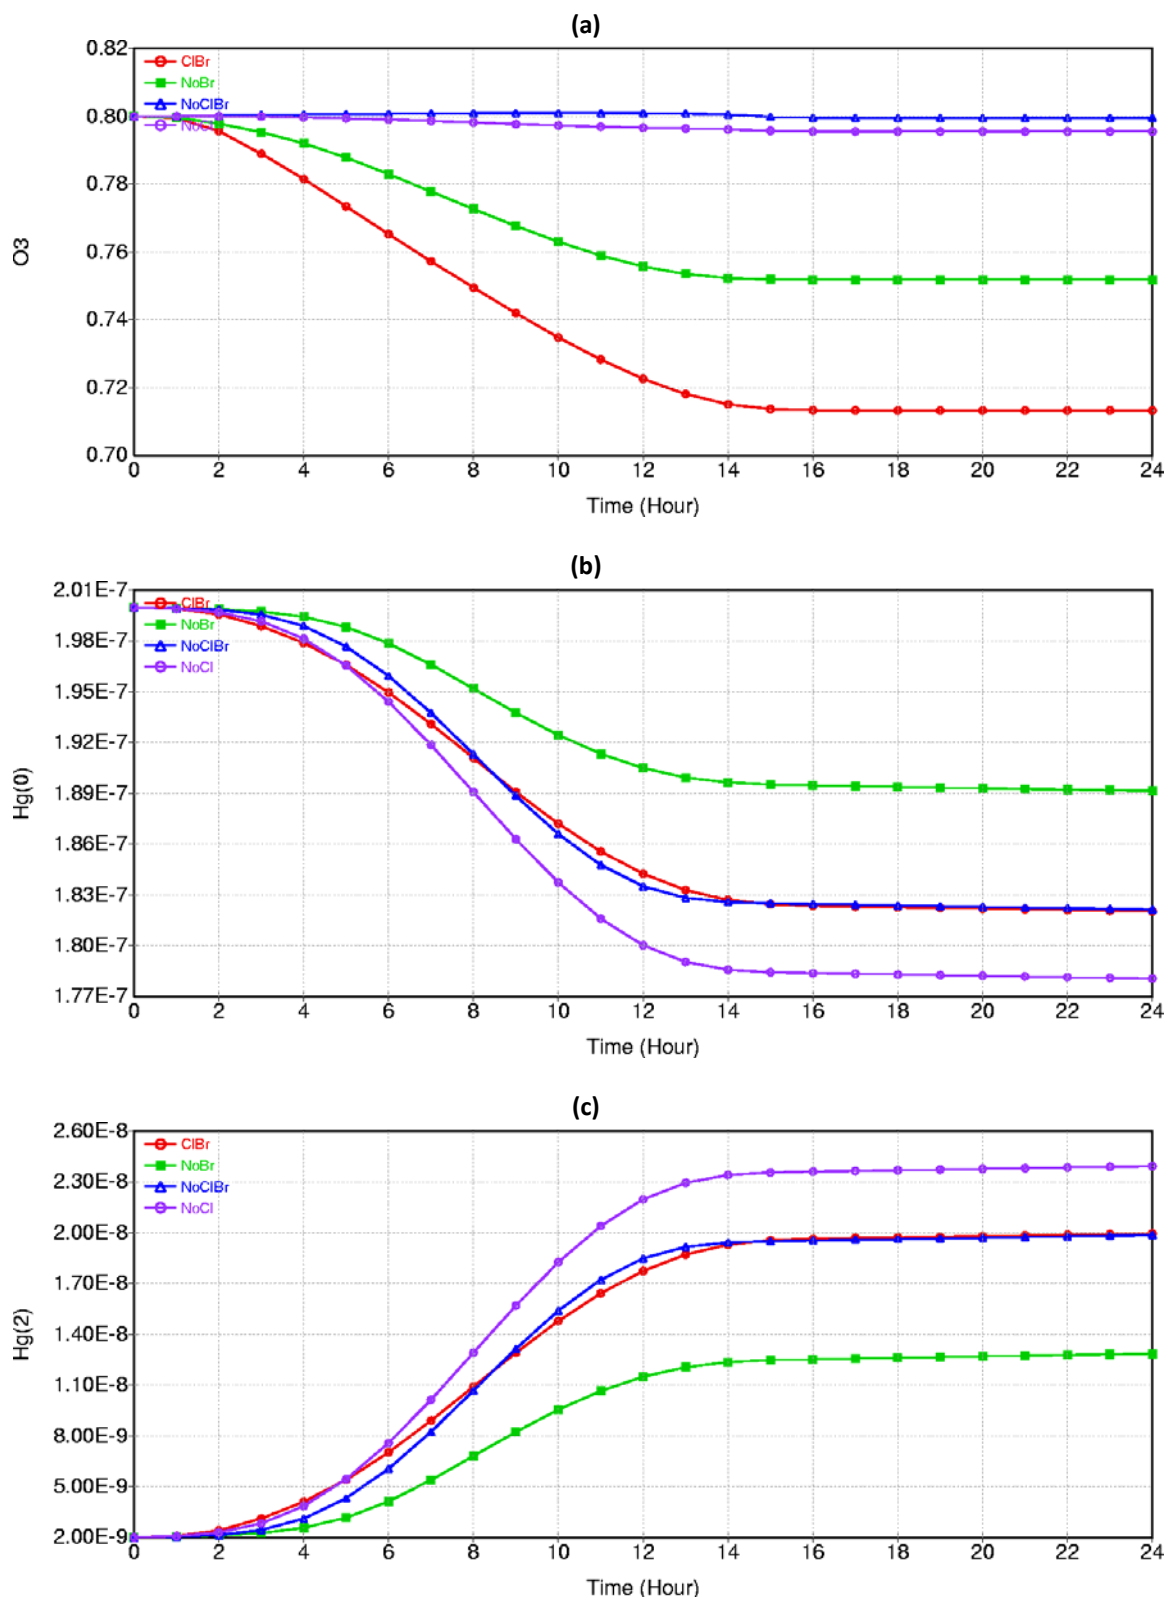 (a)
0.82
ClBr
NoBr
NoClBr
0.80
NoCl
0.78
0.76
O3
0.74
0.72
0.70
0 2 4 6 8 10 12 14 16 18 20 22 24
Time (Hour)
(b)
2.01E-7
ClBr
NoBr
1.98E-7
NoClBr
NoCl
1.95E-7
1.92E-7
Hg(0)
1.89E-7
1.86E-7
1.83E-7
1.80E-7
1.77E-7
0 2 4 6 8 10 12 14 16 18 20 22 24
Time (Hour)
(c)
2.60E-8
ClBr
NoBr
2.30E-8
NoClBr
NoCl
2.00E-8
1.70E-8
Hg(2)
1.40E-8
1.10E-8
8.00E-9
5.00E-9
2.00E-9
0 2 4 6 8 10 12 14 16 18 20 22 24
Time (Hour)